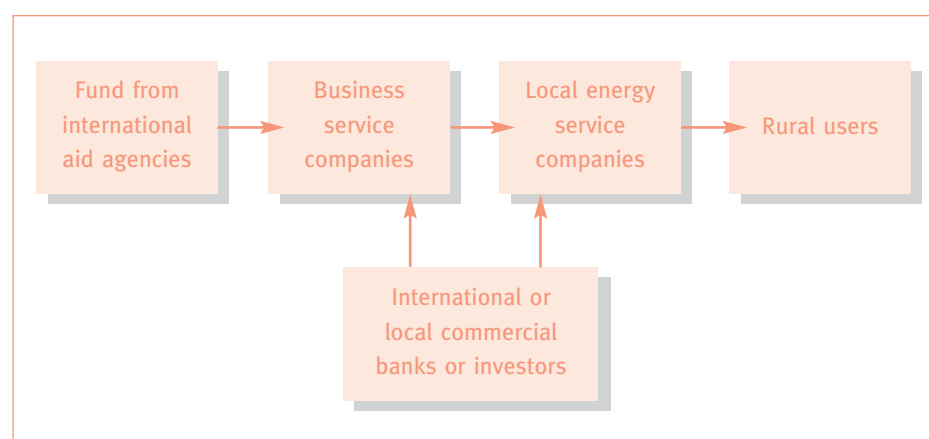 Fund from
international
aid agencies
Business
service
companies
Local energy
service
companies
Rural users
International or
local commercial
banks or investors